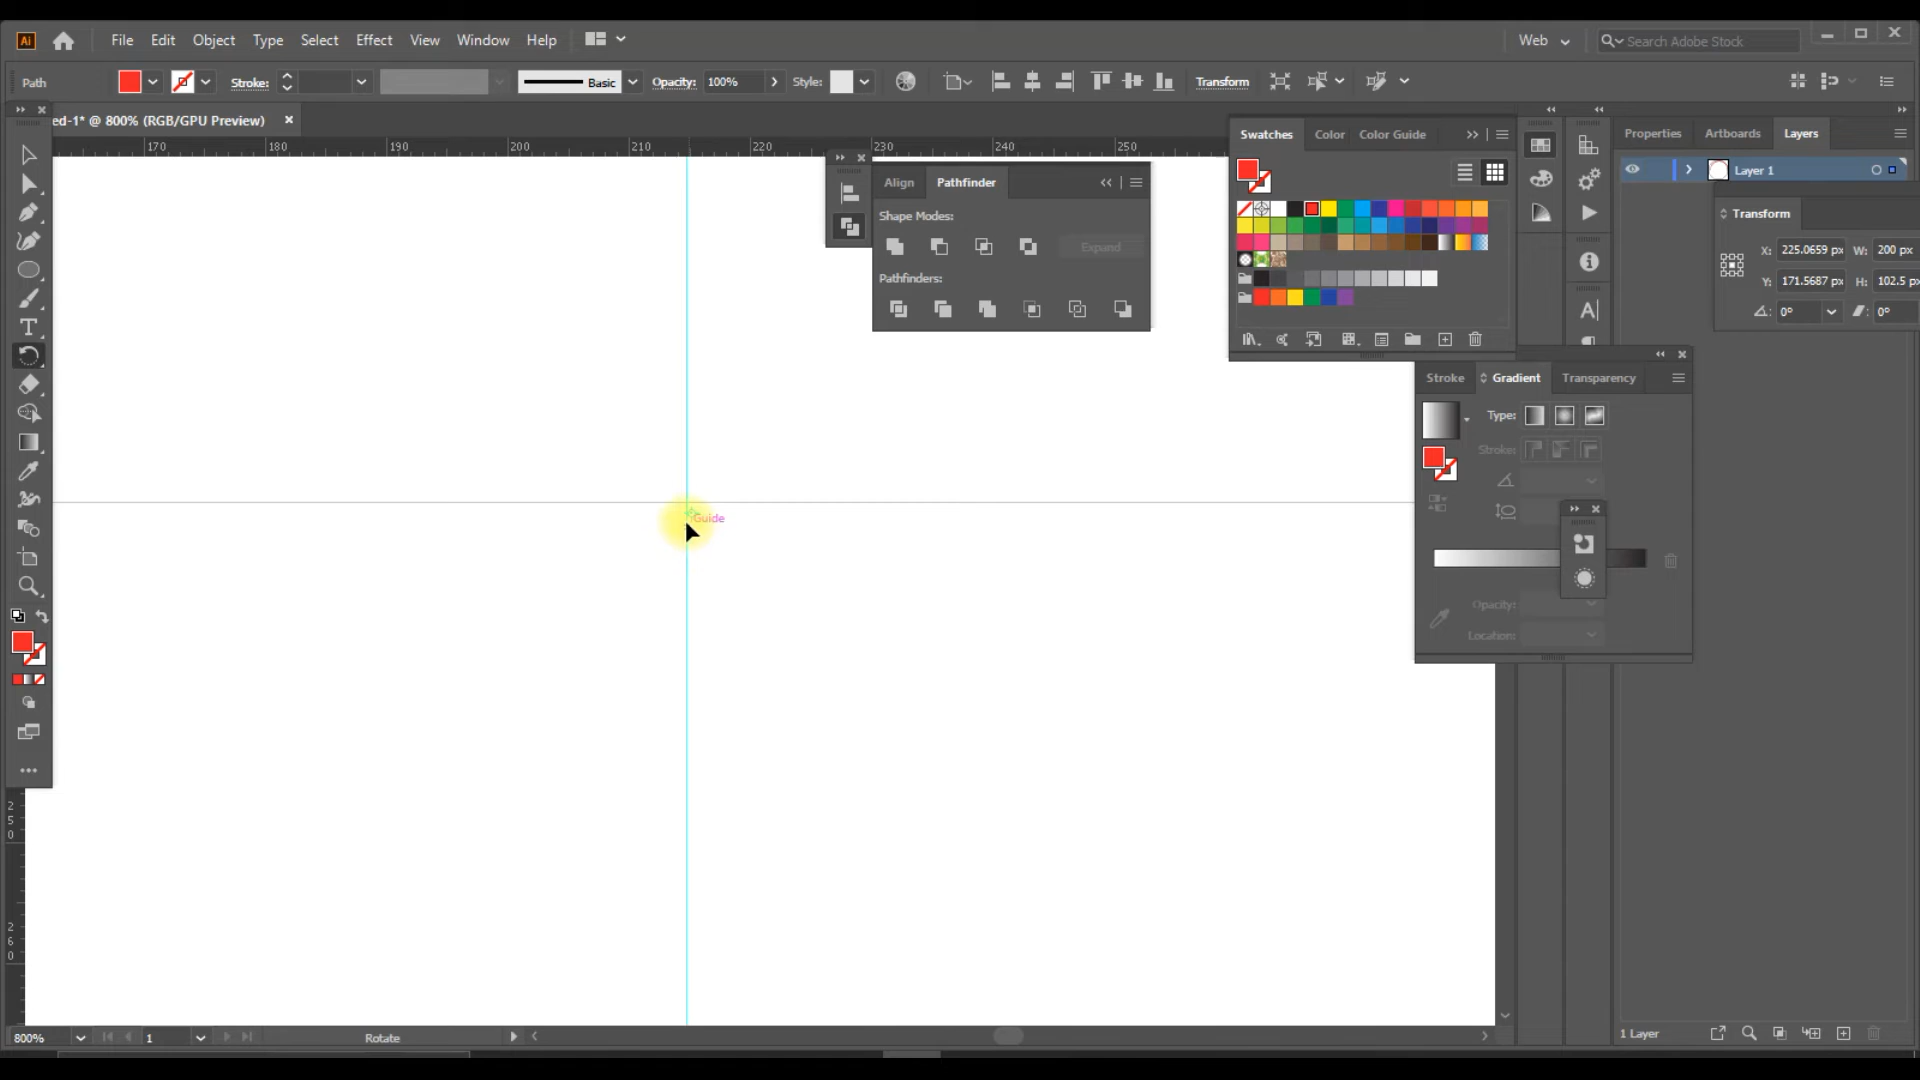 Ai
File Edit Object Type Select Effect View Window Help
Web
Search Adobe Stock
Path
Stroke:
Basic
Opacity: 100%
Style:
Transform
ed-1* @ 800% (RGB/GPU Preview)
170 180 190 200 210 220 230 240 250
Align Pathfinder
Shape Modes:
Expand
Pathfinders:
Swatches Color Color Guide
Properties Artboards Layers
Layer 1
Transform
X: 225.0659 px W: 200 px
Y: 171.5687 px H: 102.5 px
0° 0°
Stroke Gradient Transparency
Type:
Stroke:
Opacity:
Location:
Guide
250
260
800%
1
Rotate
1 Layer